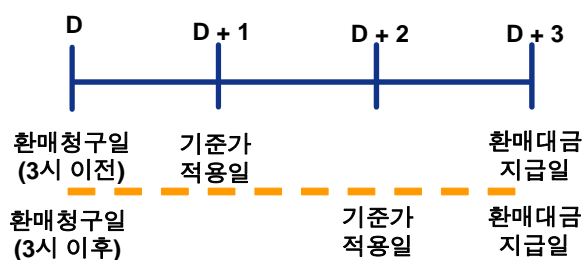 D D + 1 D + 2 D + 3
환매청구일 기준가 환매대금
(3시 이전) 적용일 지급일
환매청구일 기준가 환매대금
(3시 이후) 적용일 지급일